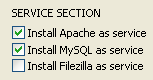 SERVICE SECTION
Install Apache as service
Install MySQL as service
Install Filezilla as service